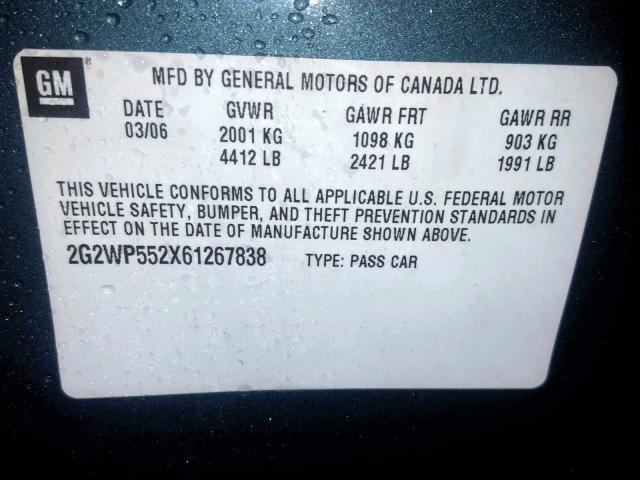 GM ® MFD BY GENERAL MOTORS OF CANADA LTD.
DATE GVWR GAWR FRT GAWR RR
03/06 2001 KG 1098 KG 903 KG
4412 LB 2421 LB 1991 LB
THIS VEHICLE CONFORMS TO ALL APPLICABLE U.S. FEDERAL MOTOR
VEHICLE SAFETY, BUMPER, AND THEFT PREVENTION STANDARDS IN
EFFECT ON THE DATE OF MANUFACTURE SHOWN ABOVE.
2G2WP552X61267838 TYPE: PASS CAR